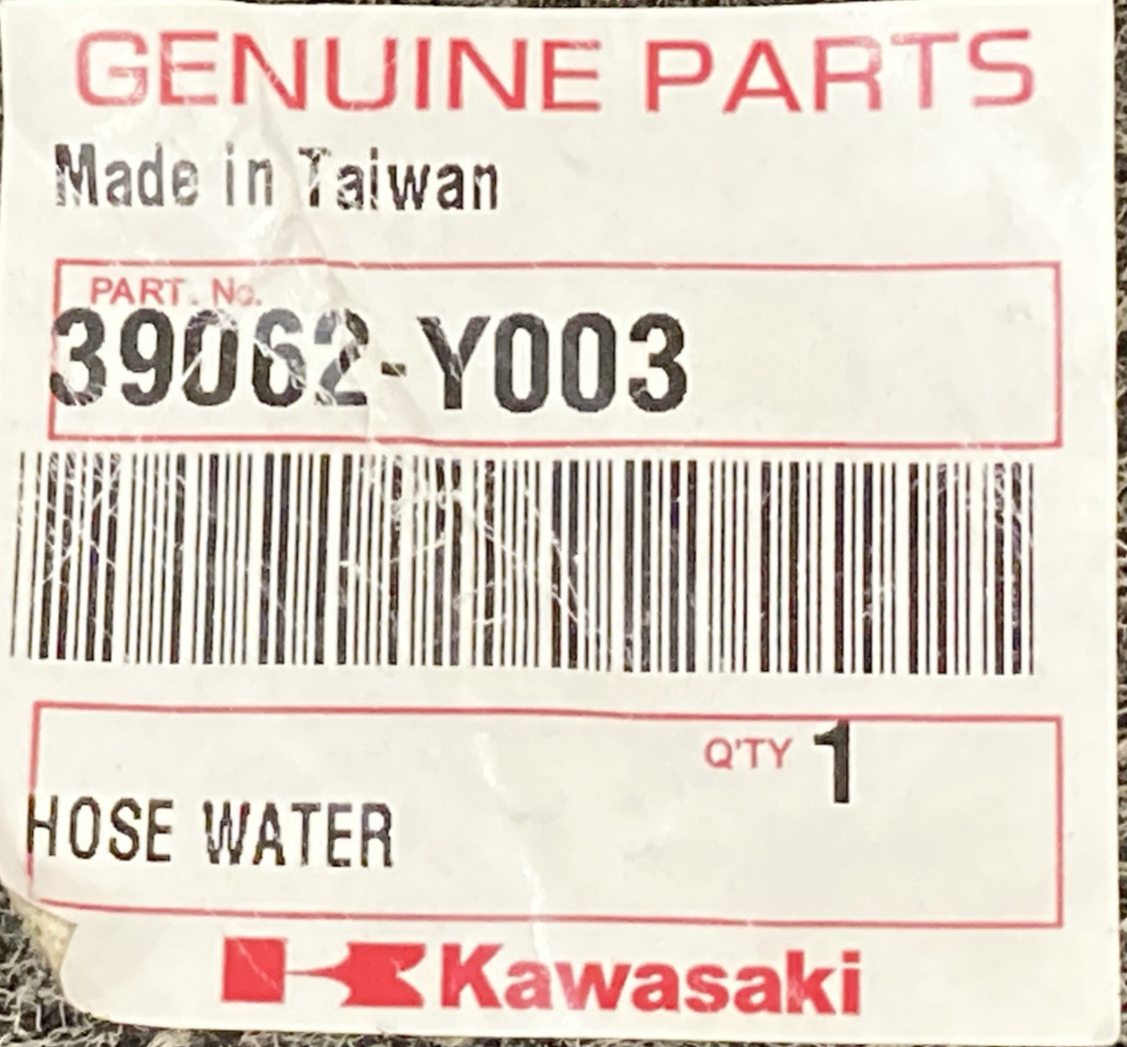 GENUINE PARTS
Made in Taiwan
PART. No.
39062-Y003
Q'TY 1
HOSE WATER
Kawasaki